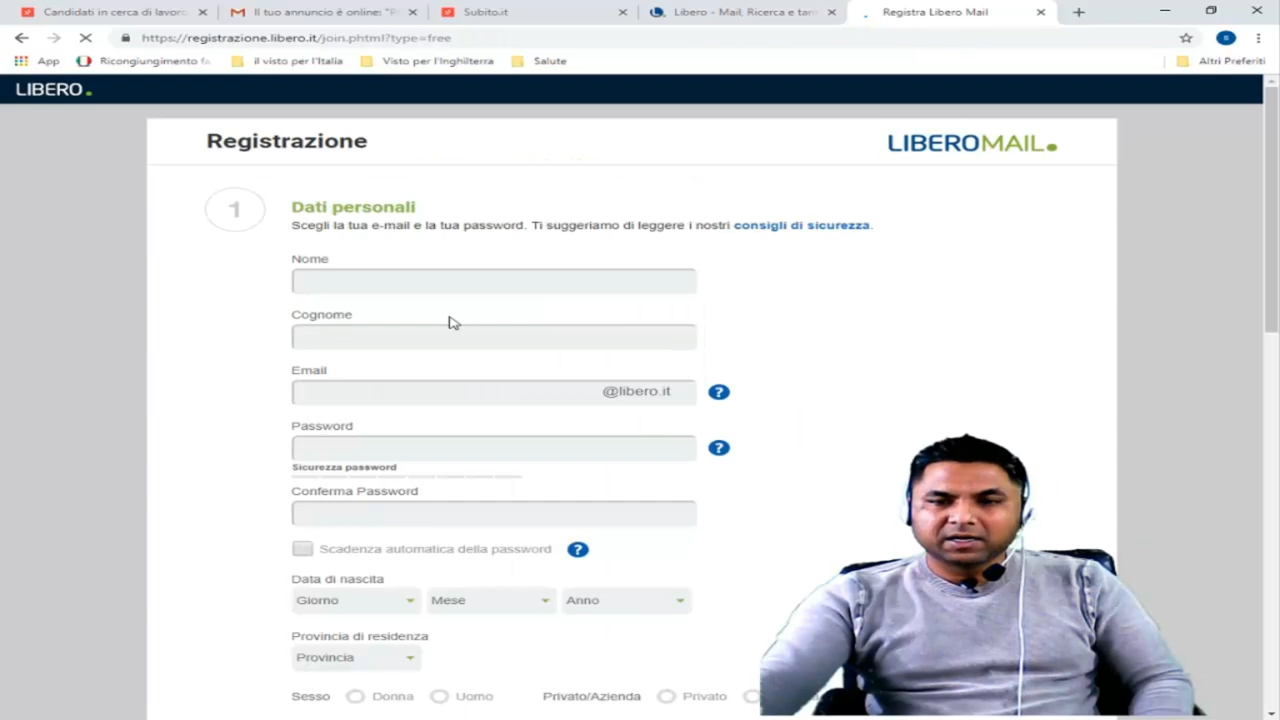 Candidati in cerca di lavoro
Il tuo annuncio è online: "P
Subito.it
Libero - Mail, Ricerca e tan
Registra Libero Mail
https://registrazione.libero.it/join.phtml?type=free
App
Ricongiungimento fa
il visto per l'Italia
Visto per l'Inghilterra
Salute
Altri Preferiti
LIBERO.
Registrazione
LIBEROMAIL.
1
Dati personali
Scegli la tua e-mail e la tua password. Ti suggeriamo di leggere i nostri consigli di sicurezza.
Nome
Cognome
Email
@libero.it ?
Password
?
Sicurezza password
Conferma Password
Scadenza automatica della password ?
Data di nascita
Giorno Mese Anno
Provincia di residenza
Provincia
Sesso Donna Uomo Privato/Azienda Privato